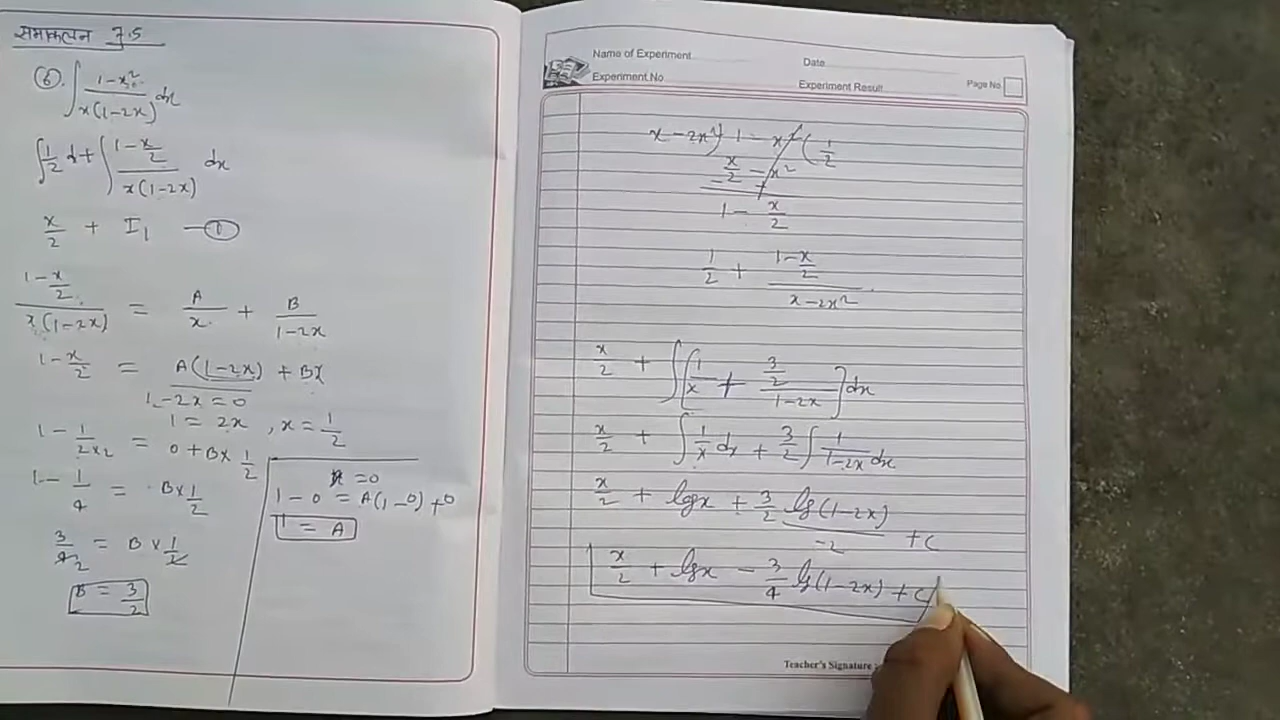 समाकलन 7.5
⑥. ∫ (1-x²)/(x(1-2x)) dx
∫ 1/2 d + ∫ (1-x/2)/(x(1-2x)) dx
x/2 + I₁ —①
(1-x/2)/(x(1-2x)) = A/x + B/(1-2x)
1-x/2 = A(1-2x) + Bx
1-2x=0
1 = 2x , x = 1/2
1 - 1/(2×2) = 0 + B× 1/2
1 - 1/4 = B× 1/2
3/4 2 = B × 1/2
B = 3/2
x = 0
1 - 0 = A(1-0) + 0
1 = A
Name of Experiment
Date
Experiment No
Experiment Result
Page No
x - 2x² ) 1 - x² ( 1/2
x/2 - x²
- +
1 - x/2
1/2 + (1-x/2)/(x-2x²)
x/2 + ∫ [ 1/x + (3/2)/(1-2x) ] dx
x/2 + ∫ 1/x dx + 3/2 ∫ 1/(1-2x) dx
x/2 + log x + 3/2 log(1-2x)/-2 + C
x/2 + log x - 3/4 log(1-2x) + C
Teacher's Signature :